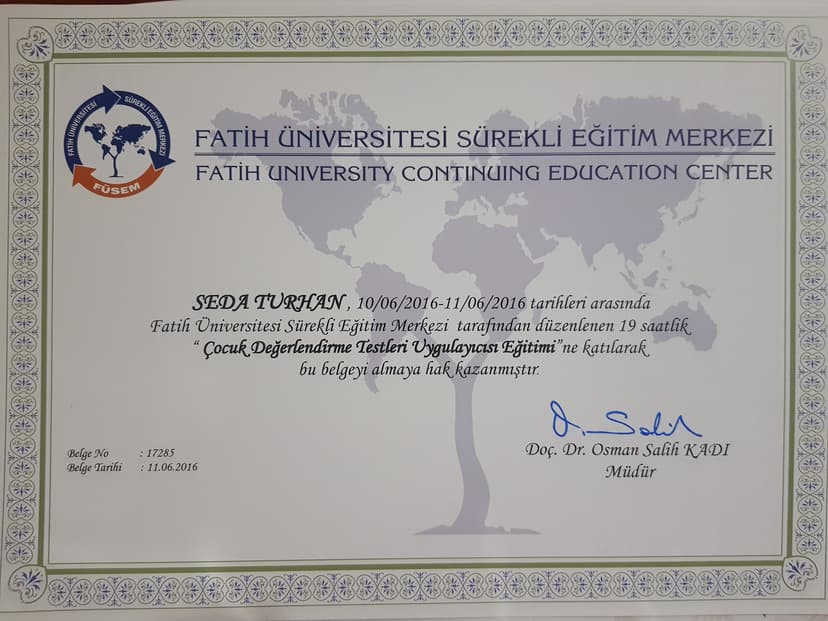 FATİH ÜNİVERSİTESİ SÜREKLİ EĞİTİM MERKEZİ
FÜSEM
FATİH ÜNİVERSİTESİ SÜREKLİ EĞİTİM MERKEZİ
FATIH UNIVERSITY CONTINUING EDUCATION CENTER
SEDA TURHAN , 10/06/2016-11/06/2016 tarihleri arasında
Fatih Üniversitesi Sürekli Eğitim Merkezi tarafından düzenlenen 19 saatlik
“ Çocuk Değerlendirme Testleri Uygulayıcısı Eğitimi”ne katılarak
bu belgeyi almaya hak kazanmıştır.
O. Salih
Doç. Dr. Osman Salih KADI
Müdür
Belge No : 17285
Belge Tarihi : 11.06.2016